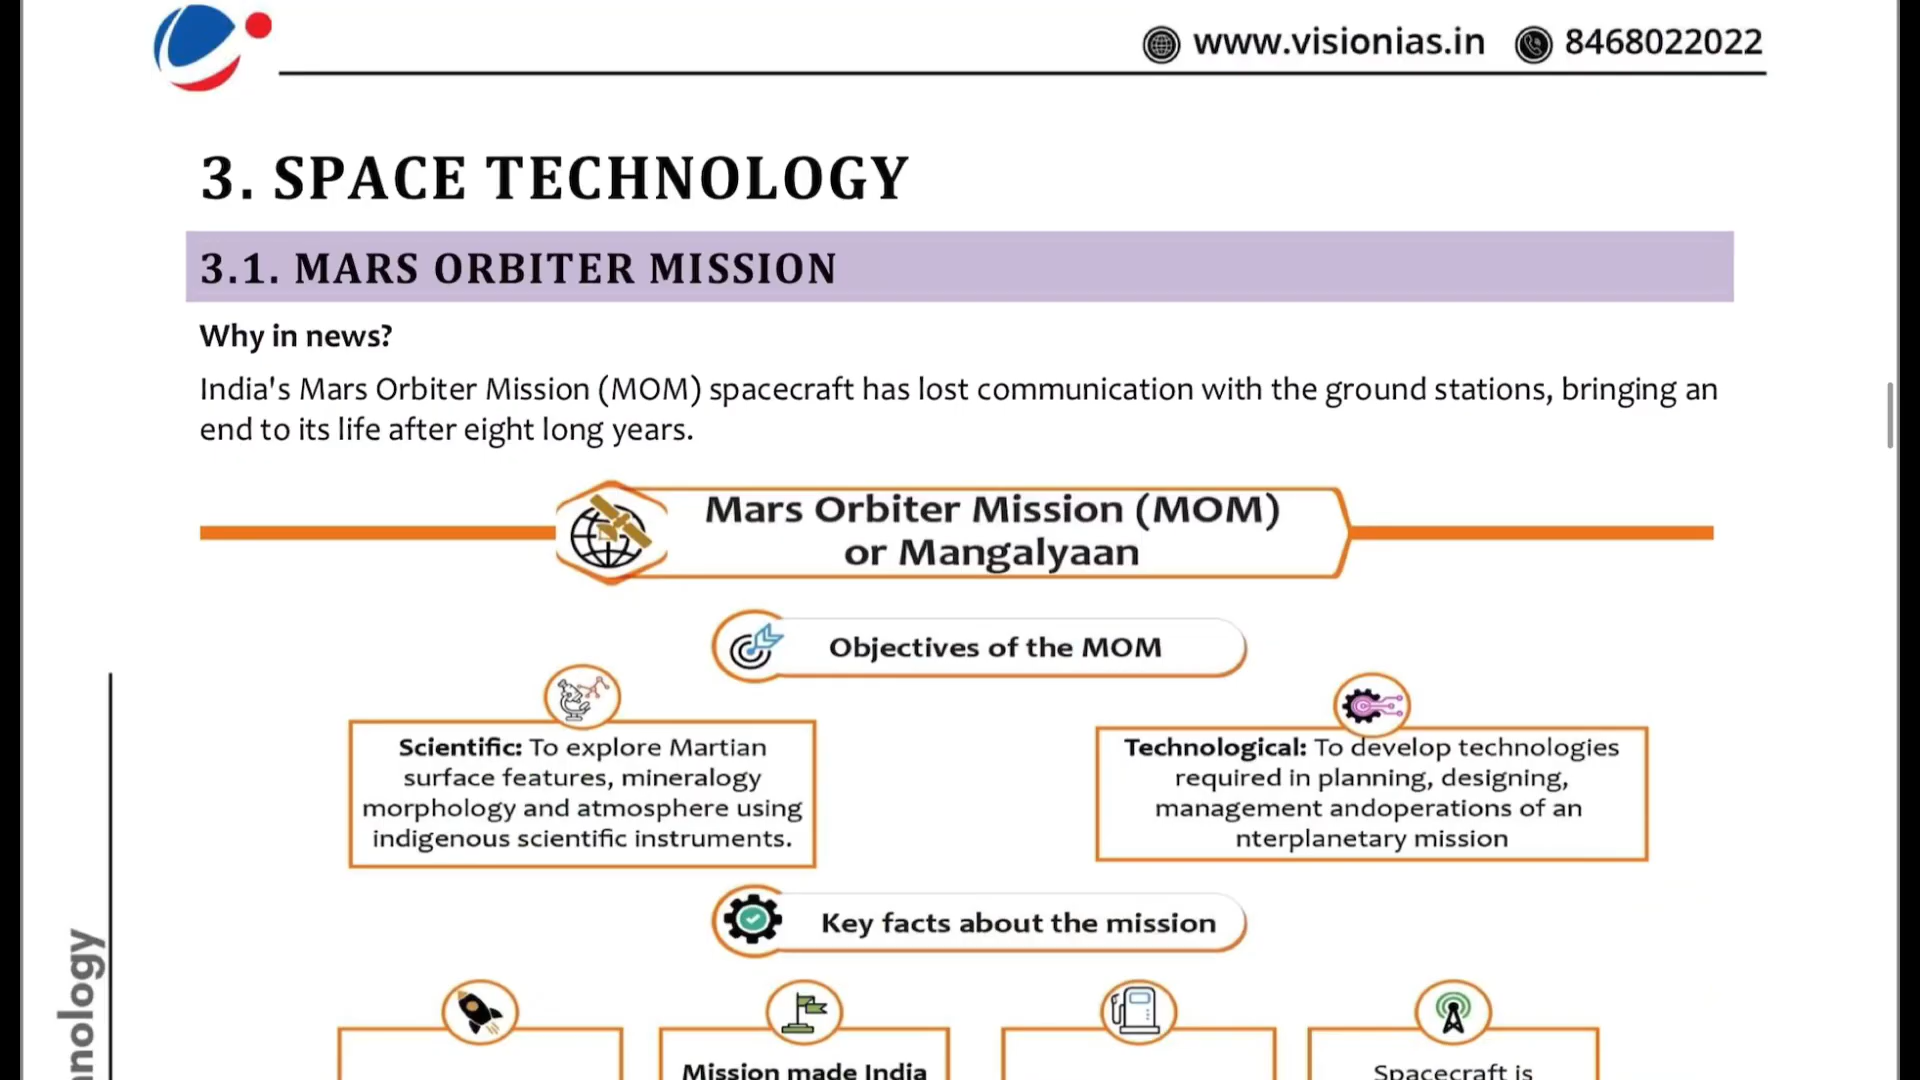 www.visionias.in 8468022022
3. SPACE TECHNOLOGY
3.1. MARS ORBITER MISSION
Why in news?
India's Mars Orbiter Mission (MOM) spacecraft has lost communication with the ground stations, bringing an
end to its life after eight long years.
Mars Orbiter Mission (MOM)
or Mangalyaan
Objectives of the MOM
Scientific: To explore Martian
surface features, mineralogy
morphology and atmosphere using
indigenous scientific instruments.
Technological: To develop technologies
required in planning, designing,
management andoperations of an
nterplanetary mission
Key facts about the mission
Mission made India
Spacecraft is
nology